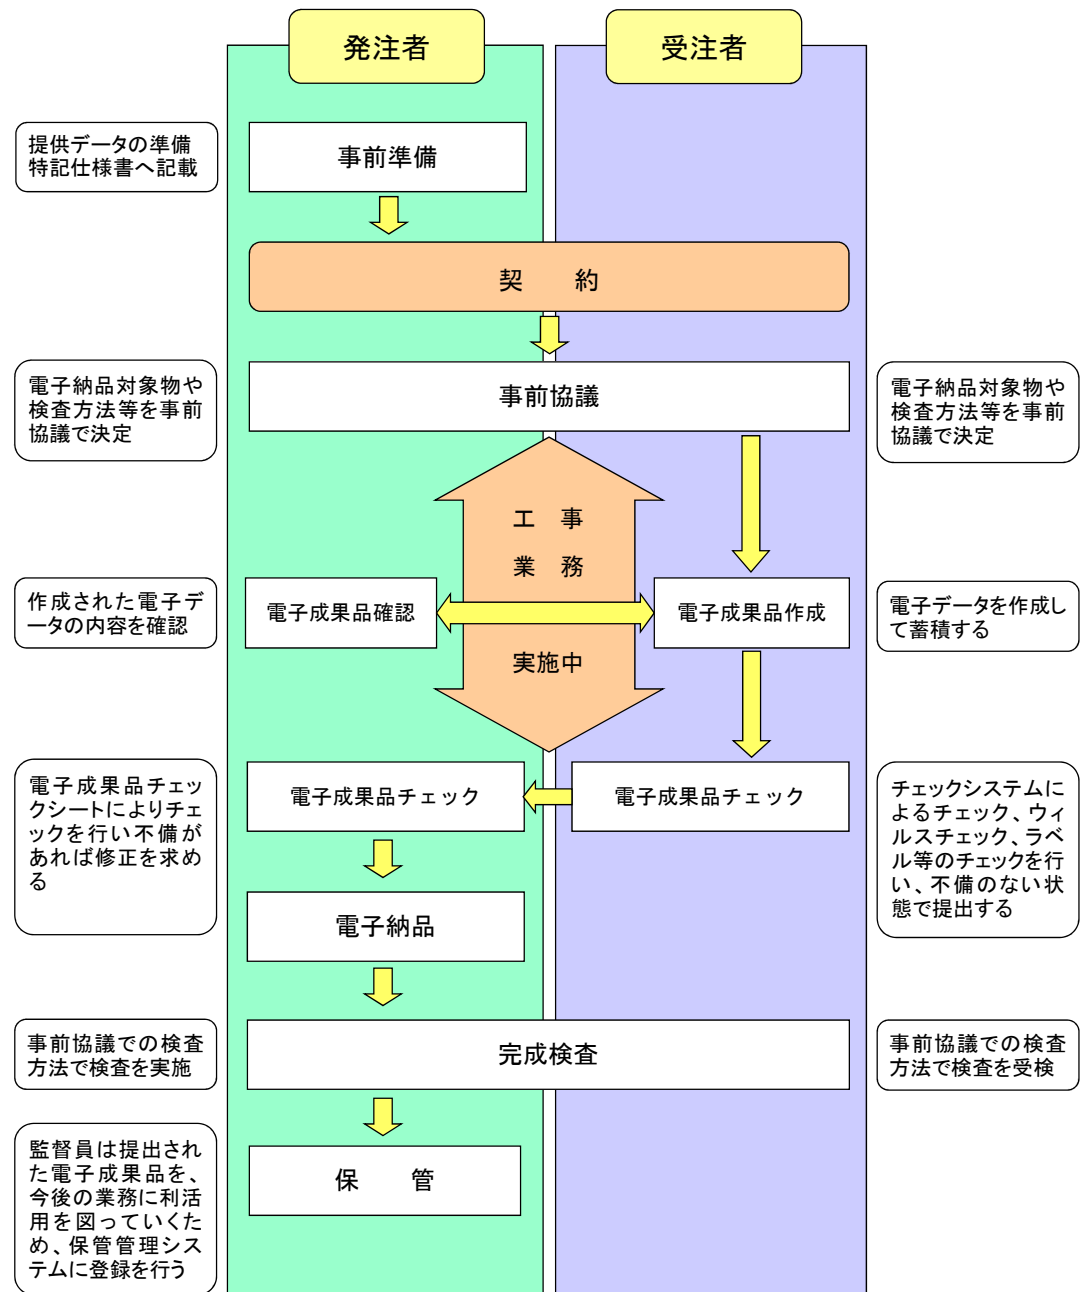 発注者
受注者
提供データの準備
特記仕様書へ記載
事前準備
契　約
電子納品対象物や
検査方法等を事前
協議で決定
事前協議
電子納品対象物や
検査方法等を事前
協議で決定
工　事
業　務
作成された電子デ
ータの内容を確認
電子成果品確認
電子成果品作成
電子データを作成し
て蓄積する
実施中
電子成果品チェッ
クシートによりチェ
ックを行い不備が
あれば修正を求め
る
電子成果品チェック
電子成果品チェック
チェックシステムに
よるチェック、ウィ
ルスチェック、ラベ
ル等のチェックを行
い、不備のない状
態で提出する
電子納品
事前協議での検査
方法で検査を実施
完成検査
事前協議での検査
方法で検査を受検
監督員は提出され
た電子成果品を、
今後の業務に利活
用を図っていくた
め、保管管理シス
テムに登録を行う
保　管